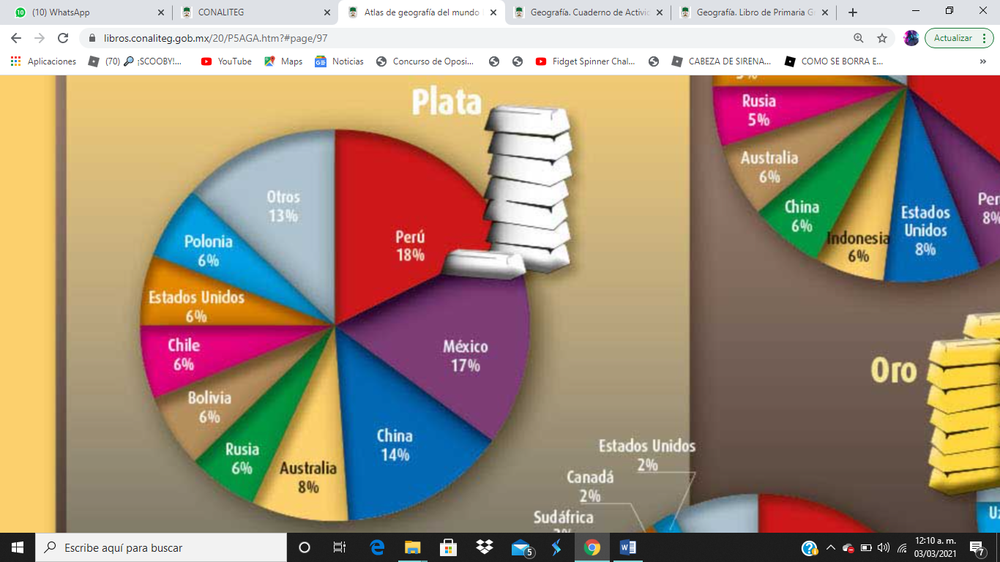 (10) WhatsApp
CONALITEG
Atlas de geografía del mundo
Geografía. Cuaderno de Activi
Geografía. Libro de Primaria G
libros.conaliteg.gob.mx/20/P5AGA.htm?#page/97
Actualizar
Aplicaciones
(70) 🔎 ¡SCOOBY!...
YouTube
Maps
Noticias
Concurso de Oposi...
Fidget Spinner Chal...
CABEZA DE SIRENA...
COMO SE BORRA E...
»
Plata
Otros
13%
Perú
18%
Polonia
6%
Estados Unidos
6%
México
17%
Chile
6%
Bolivia
6%
China
14%
Rusia
6%
Australia
8%
Rusia
5%
Australia
6%
China
6%
Indonesia
6%
Estados
Unidos
8%
Per
8%
Oro
Estados Unidos
2%
Canadá
2%
Sudáfrica
Uz
Escribe aquí para buscar
5
12:10 a. m.
03/03/2021
7